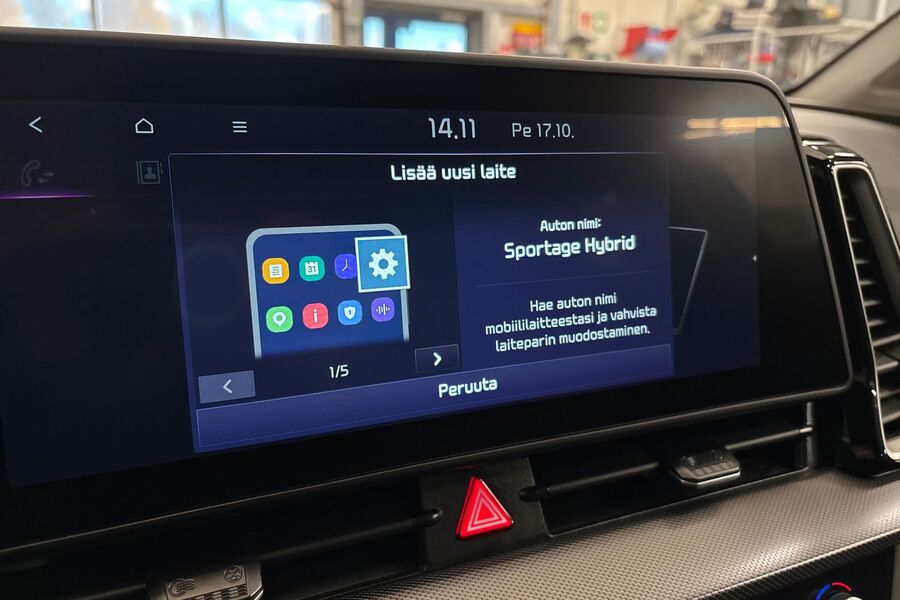 14.11 Pe 17.10.
Lisää uusi laite
31
Auton nimi:
Sportage Hybrid
Hae auton nimi
mobiililaitteestasi ja vahvista
laiteparin muodostaminen.
1/5
Peruuta